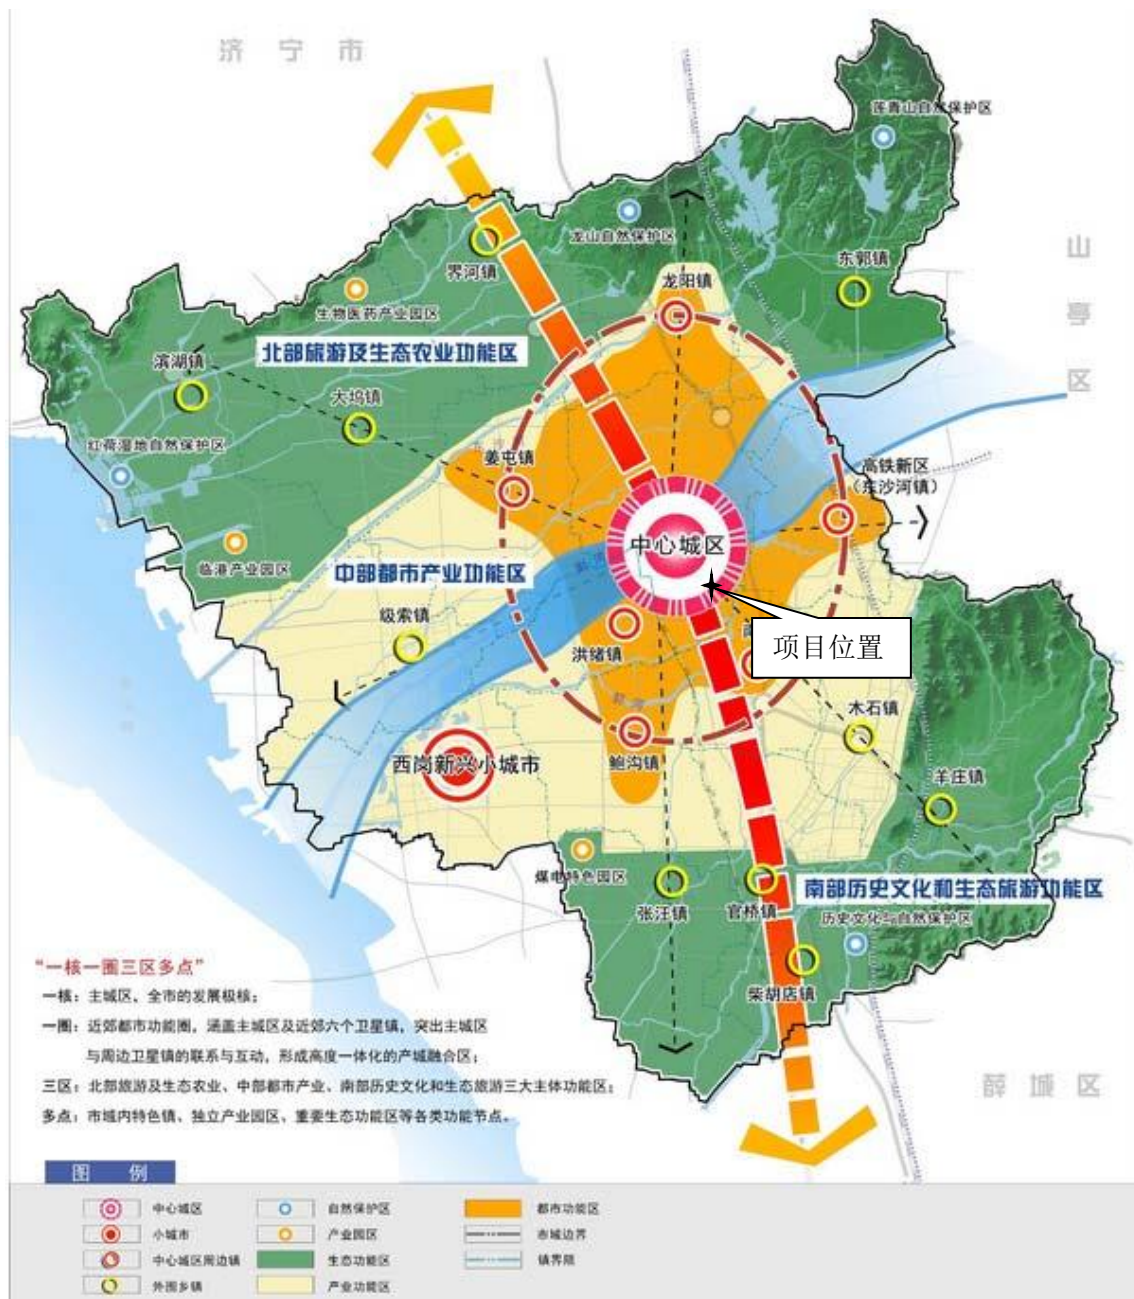 济宁市
莲青山自然保护区
山亭区
龙山自然保护区
界河镇
东郭镇
龙阳镇
生物医药产业园区
北部旅游及生态农业功能区
滨湖镇
大坞镇
红荷湿地自然保护区
姜屯镇
高铁新区
(东沙河镇)
中心城区
临港产业园区
中部都市产业功能区
级索镇
洪绪镇
项目位置
木石镇
西岗新兴小城市
鲍沟镇
羊庄镇
煤电特色园区
张汪镇
官桥镇
南部历史文化和生态旅游功能区
历史文化与自然保护区
柴胡店镇
薛城区
“一核一圈三区多点”
一核：主城区、全市的发展极核；
一圈：近郊都市功能圈，涵盖主城区及近郊六个卫星镇，突出主城区
与周边卫星镇的联系与互动，形成高度一体化的产城融合区；
三区：北部旅游及生态农业、中部都市产业、南部历史文化和生态旅游三大主体功能区；
多点：市域内特色镇、独立产业园区、重要生态功能区等各类功能节点。
图例
中心城区
自然保护区
都市功能区
小城市
产业园区
市域边界
中心城区周边镇
生态功能区
镇界限
外围乡镇
产业功能区